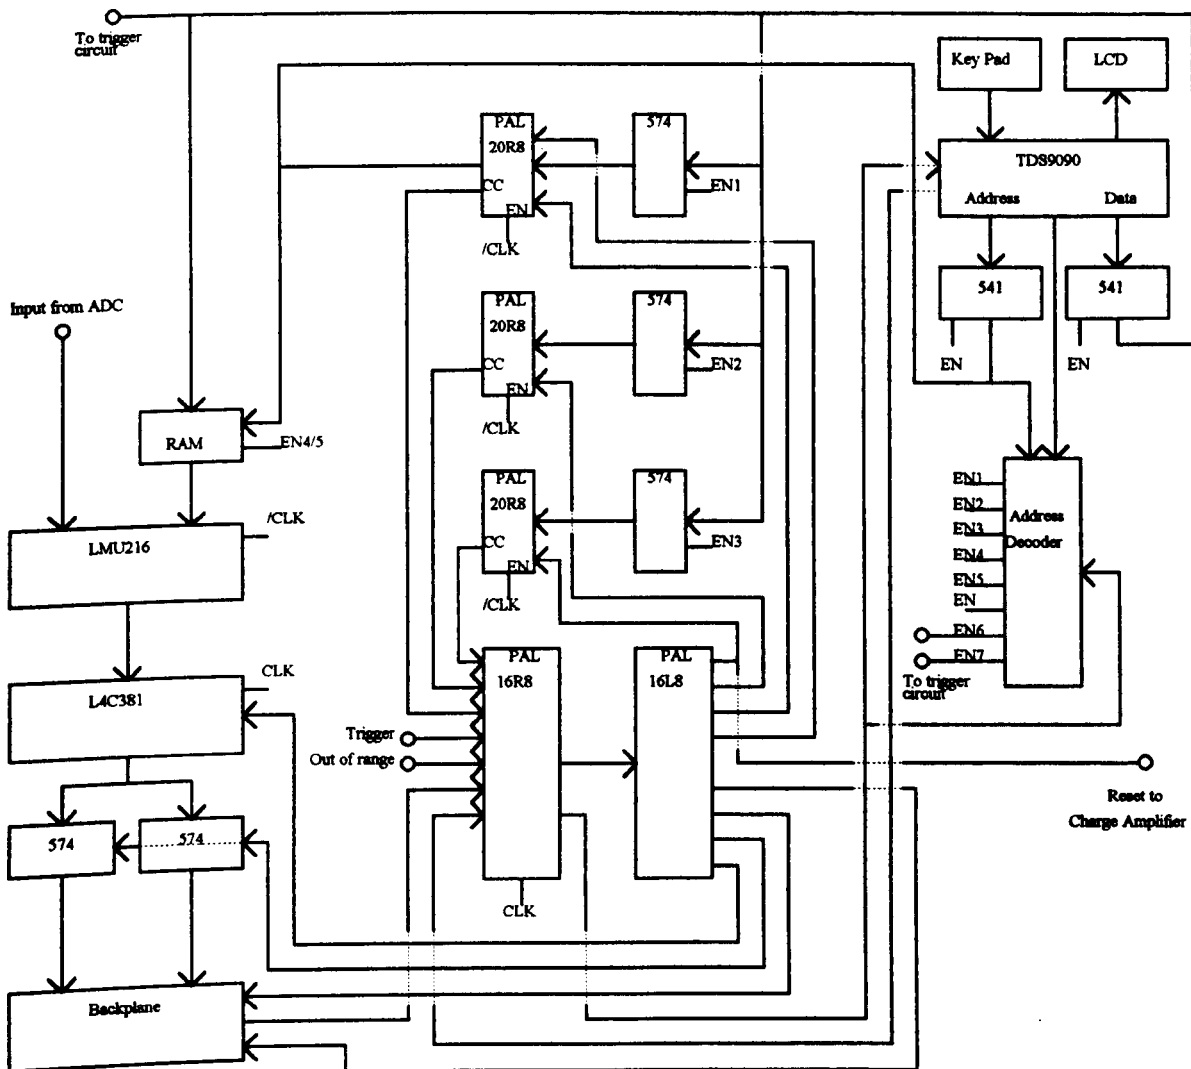 To trigger
circuit
Key Pad
LCD
PAL
20R8
CC
EN
/CLK
574
EN1
TDS9090
Address
Data
541
EN
541
EN
Input from ADC
PAL
20R8
CC
EN
/CLK
574
EN2
RAM
EN4/5
PAL
20R8
CC
EN
/CLK
574
EN3
EN1
EN2
EN3
EN4
EN5
EN
EN6
EN7
Address
Decoder
To trigger
circuit
LMU216
/CLK
L4C381
CLK
PAL
16R8
CLK
PAL
16L8
Trigger
Out of range
Reset to
Charge Amplifier
574
574
Backplane